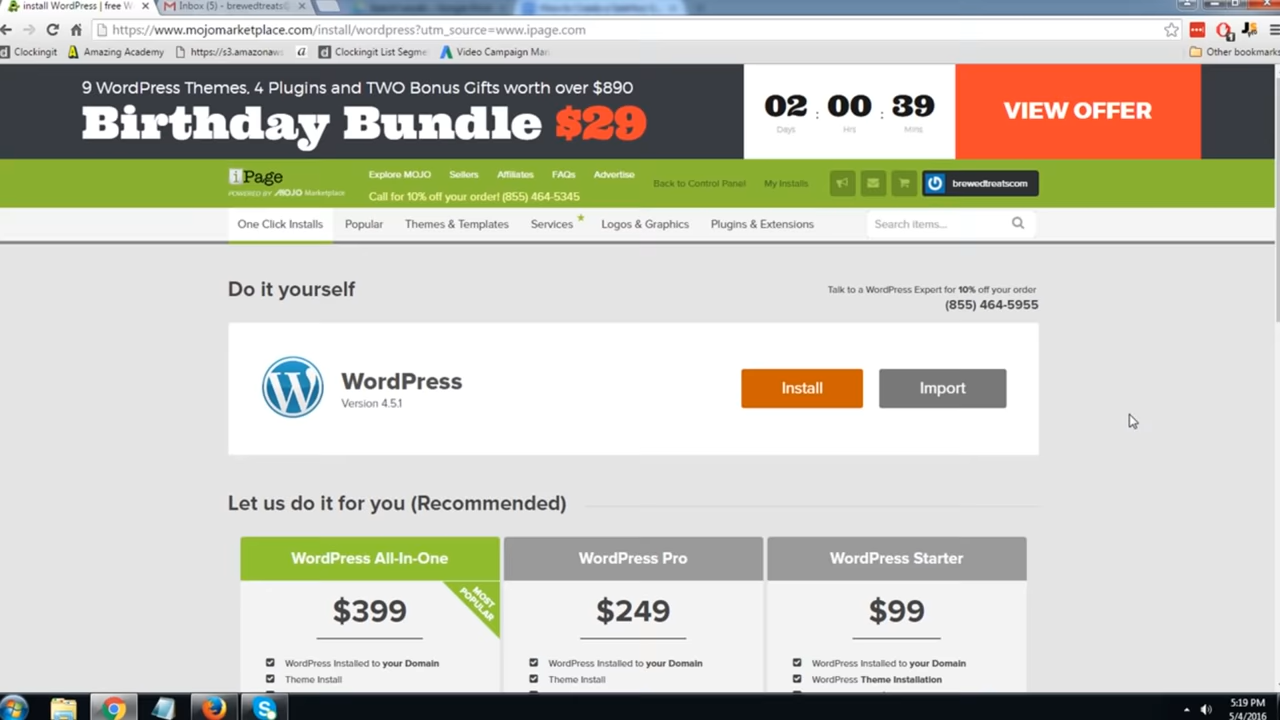 install WordPress | free W
Inbox (5) - brewedtreats@
https://www.mojomarketplace.com/install/wordpress?utm_source=www.ipage.com
Clockingit
Amazing Academy
https://s3.amazonaws
Clockingit List Segme
Video Campaign Mar
Other bookmarks
9 WordPress Themes, 4 Plugins and TWO Bonus Gifts worth over $890
Birthday Bundle $29
02 : 00 : 39
Days Hrs Mins
VIEW OFFER
iPage
POWERED BY MOJO Marketplace
Explore MOJO Sellers Affiliates FAQs Advertise
Call for 10% off your order! (855) 464-5345
Back to Control Panel My Installs
brewedtreatscom
One Click Installs Popular Themes & Templates Services Logos & Graphics Plugins & Extensions
Search items...
Do it yourself
Talk to a WordPress Expert for 10% off your order
(855) 464-5955
WordPress
Version 4.5.1
Install
Import
Let us do it for you (Recommended)
WordPress All-In-One
WordPress Pro
WordPress Starter
MOST POPULAR
$399
$249
$99
WordPress Installed to your Domain
WordPress Installed to your Domain
WordPress Installed to your Domain
Theme Install
Theme Install
WordPress Theme Installation
5:19 PM
5/4/2016